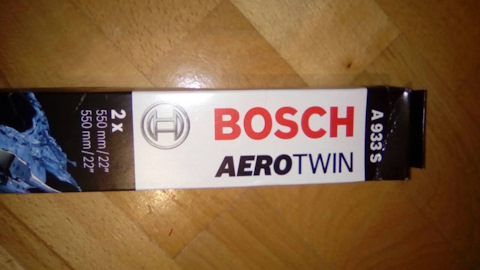 2 x
550 mm / 22"
550 mm / 22"
BOSCH
AEROTWIN
A 933 S